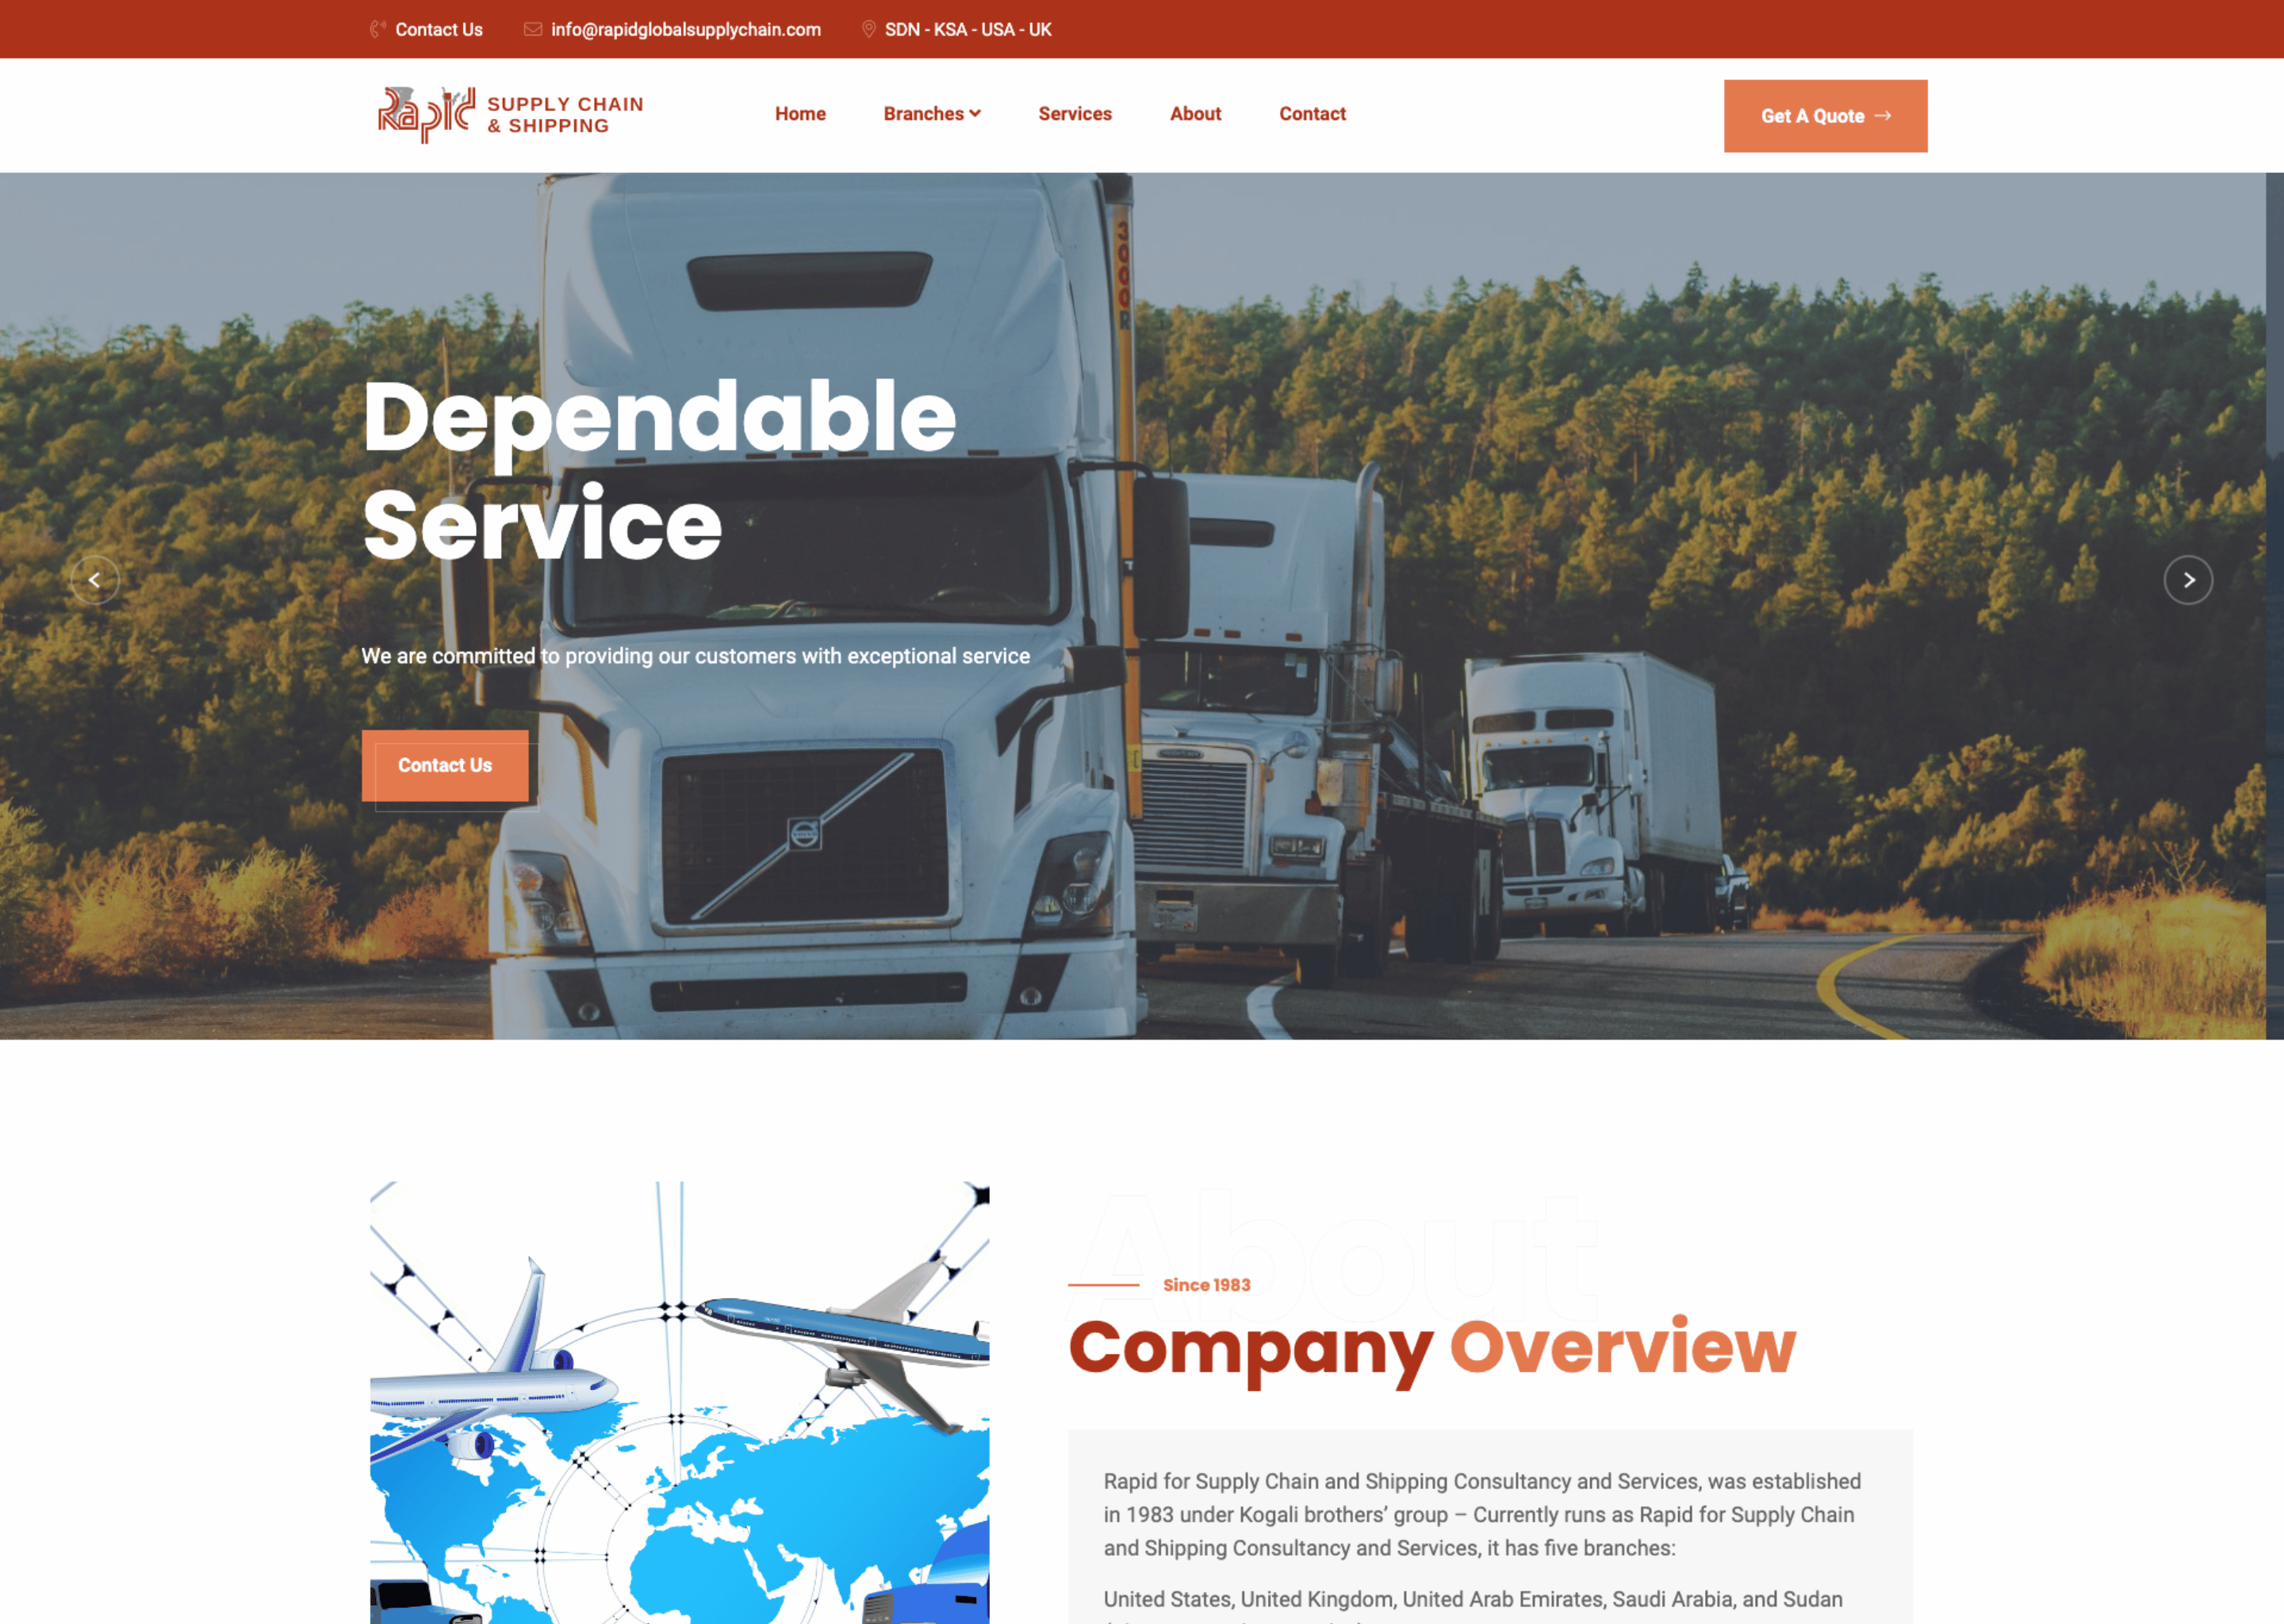 Contact Us
info@rapidglobalsupplychain.com
SDN - KSA - USA - UK
Rapid
SUPPLY CHAIN
& SHIPPING
Home
Branches
Services
About
Contact
Get A Quote
3000R
Dependable
Service
We are committed to providing our customers with exceptional service
Contact Us
VOLVO
About
Since 1983
Company Overview
Rapid for Supply Chain and Shipping Consultancy and Services, was established
in 1983 under Kogali brothers’ group – Currently runs as Rapid for Supply Chain
and Shipping Consultancy and Services, it has five branches:
United States, United Kingdom, United Arab Emirates, Saudi Arabia, and Sudan